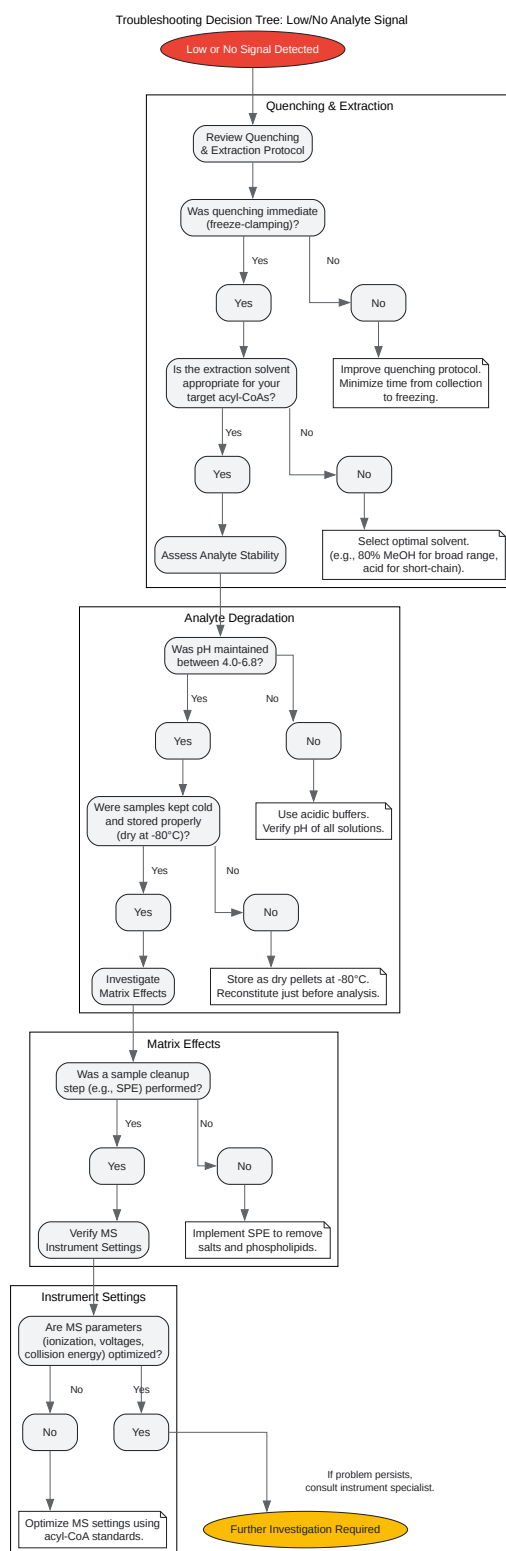 Troubleshooting Decision Tree: Low/No Analyte Signal
Low or No Signal Detected
Quenching & Extraction
Review Quenching
& Extraction Protocol
Was quenching immediate
(freeze-clamping)?
Yes
No
Yes
No
Is the extraction solvent
appropriate for your
target acyl-CoAs?
Improve quenching protocol.
Minimize time from collection
to freezing.
Yes
No
Yes
No
Assess Analyte Stability
Select optimal solvent.
(e.g., 80% MeOH for broad range,
acid for short-chain).
Analyte Degradation
Was pH maintained
between 4.0-6.8?
Yes
No
Yes
No
Were samples kept cold
and stored properly
(dry at -80°C)?
Use acidic buffers.
Verify pH of all solutions.
Yes
No
Yes
No
Investigate
Matrix Effects
Store as dry pellets at -80°C.
Reconstitute just before analysis.
Matrix Effects
Was a sample cleanup
step (e.g., SPE) performed?
Yes
No
Yes
No
Verify MS
Instrument Settings
Implement SPE to remove
salts and phospholipids.
Instrument Settings
Are MS parameters
(ionization, voltages,
collision energy) optimized?
No
Yes
No
Yes
If problem persists,
consult instrument specialist.
Optimize MS settings using
acyl-CoA standards.
Further Investigation Required